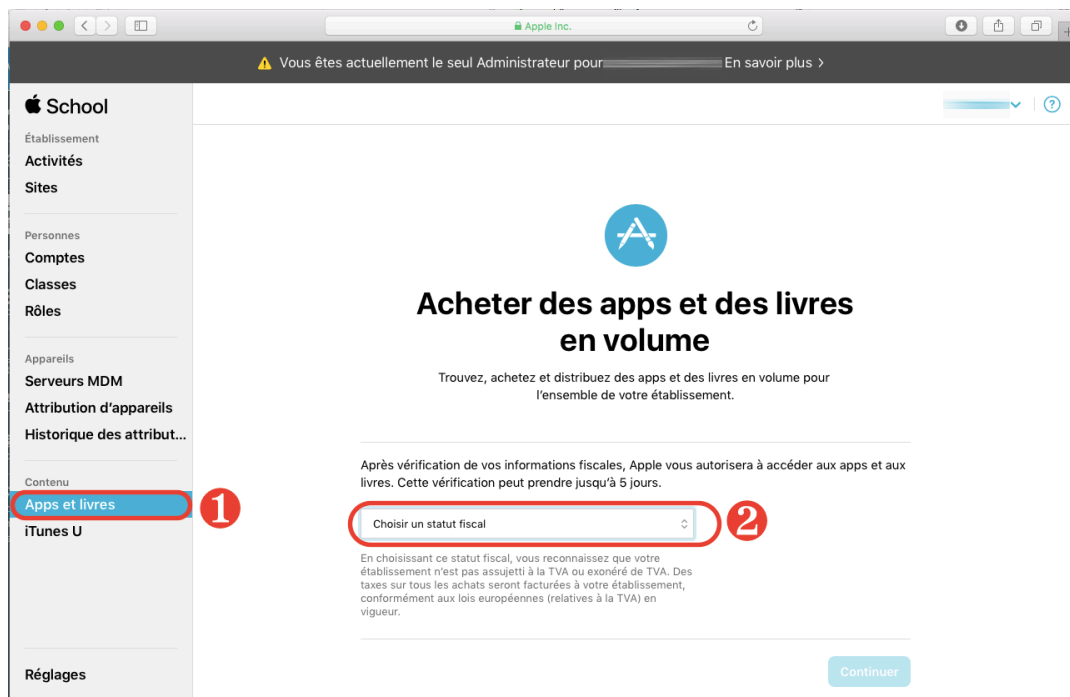 Apple Inc.
Vous êtes actuellement le seul Administrateur pour En savoir plus >
School
Établissement
Activités
Sites
Personnes
Comptes
Classes
Rôles
Appareils
Serveurs MDM
Attribution d'appareils
Historique des attribut...
Contenu
Apps et livres
1
iTunes U
Réglages
?
Acheter des apps et des livres
en volume
Trouvez, achetez et distribuez des apps et des livres en volume pour
l'ensemble de votre établissement.
Après vérification de vos informations fiscales, Apple vous autorisera à accéder aux apps et aux
livres. Cette vérification peut prendre jusqu'à 5 jours.
Choisir un statut fiscal
2
En choisissant ce statut fiscal, vous reconnaissez que votre
établissement n'est pas assujetti à la TVA ou exonéré de TVA. Des
taxes sur tous les achats seront facturées à votre établissement,
conformément aux lois européennes (relatives à la TVA) en
vigueur.
Continuer